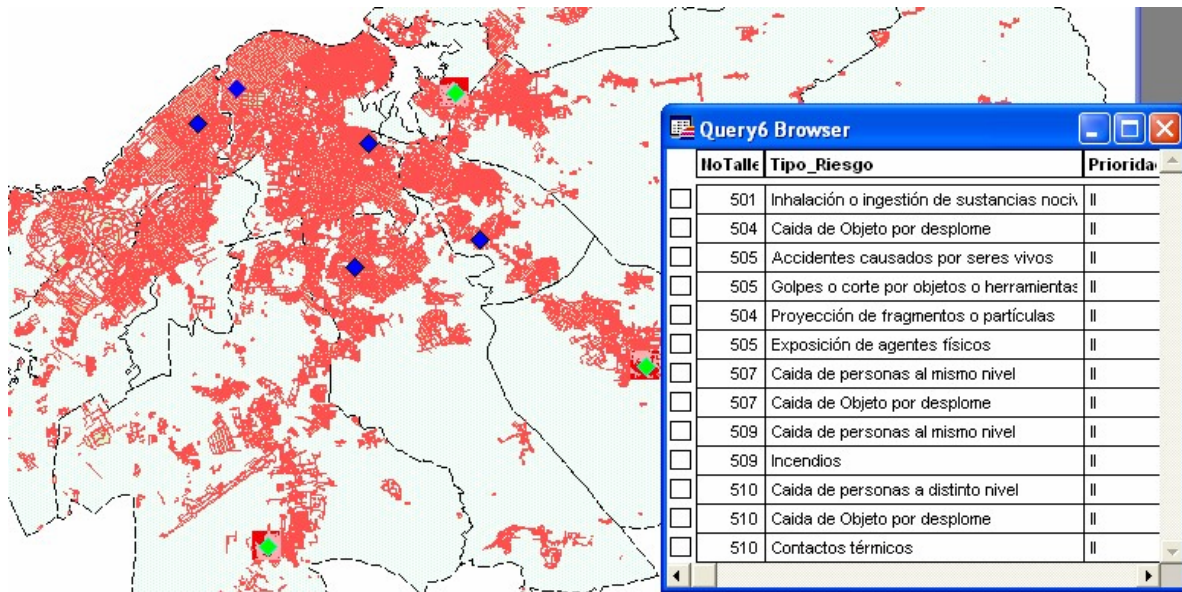 Query6 Browser
NoTalle Tipo_Riesgo Priorida
501 Inhalación o ingestión de sustancias nociv II
504 Caida de Objeto por desplome II
505 Accidentes causados por seres vivos II
505 Golpes o corte por objetos o herramientas II
504 Proyección de fragmentos o partículas II
505 Exposición de agentes físicos II
507 Caida de personas al mismo nivel II
507 Caida de Objeto por desplome II
509 Caida de personas al mismo nivel II
509 Incendios II
510 Caida de personas a distinto nivel II
510 Caida de Objeto por desplome II
510 Contactos térmicos II